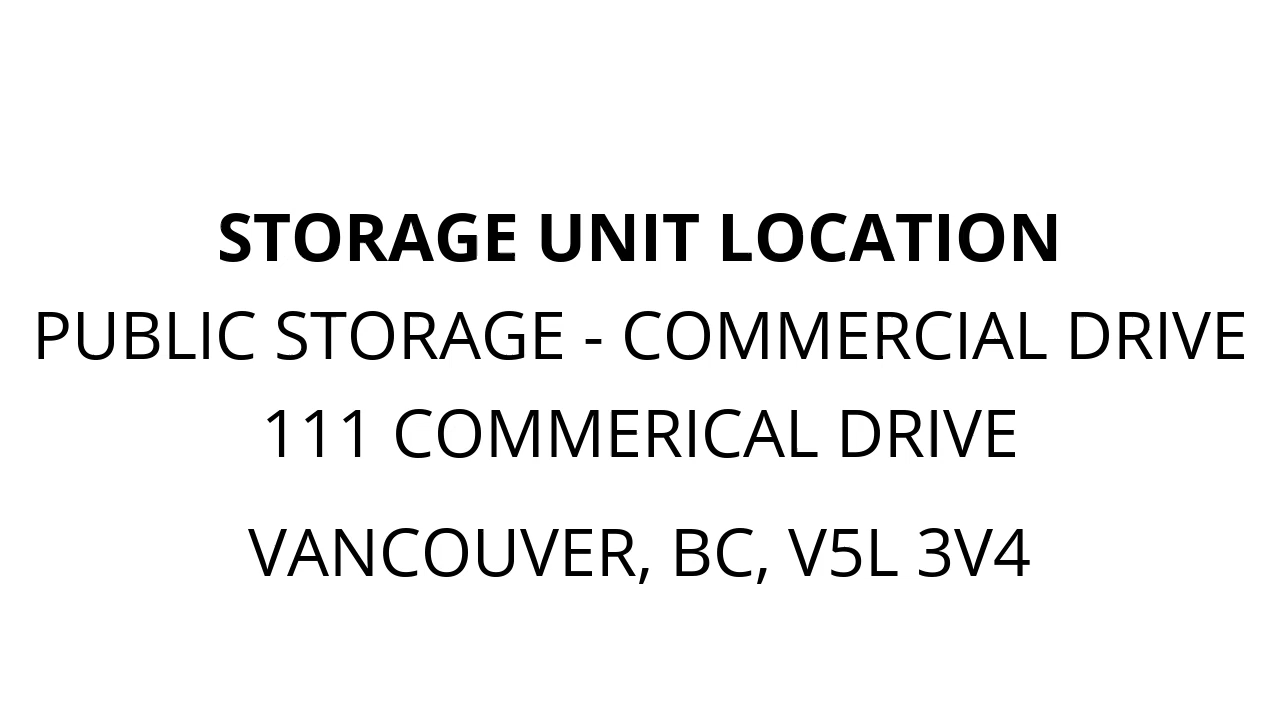 STORAGE UNIT LOCATION
PUBLIC STORAGE - COMMERCIAL DRIVE
111 COMMERICAL DRIVE
VANCOUVER, BC, V5L 3V4